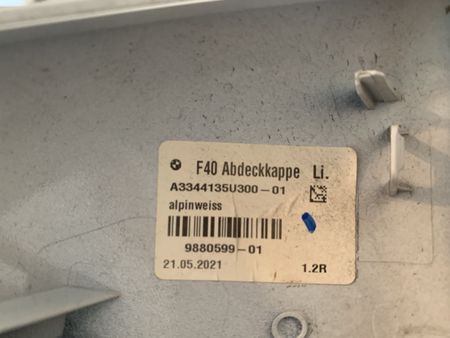 F40 Abdeckkappe Li.
A3344135U300-01
alpinweiss
9880599-01
21.05.2021 1.2R